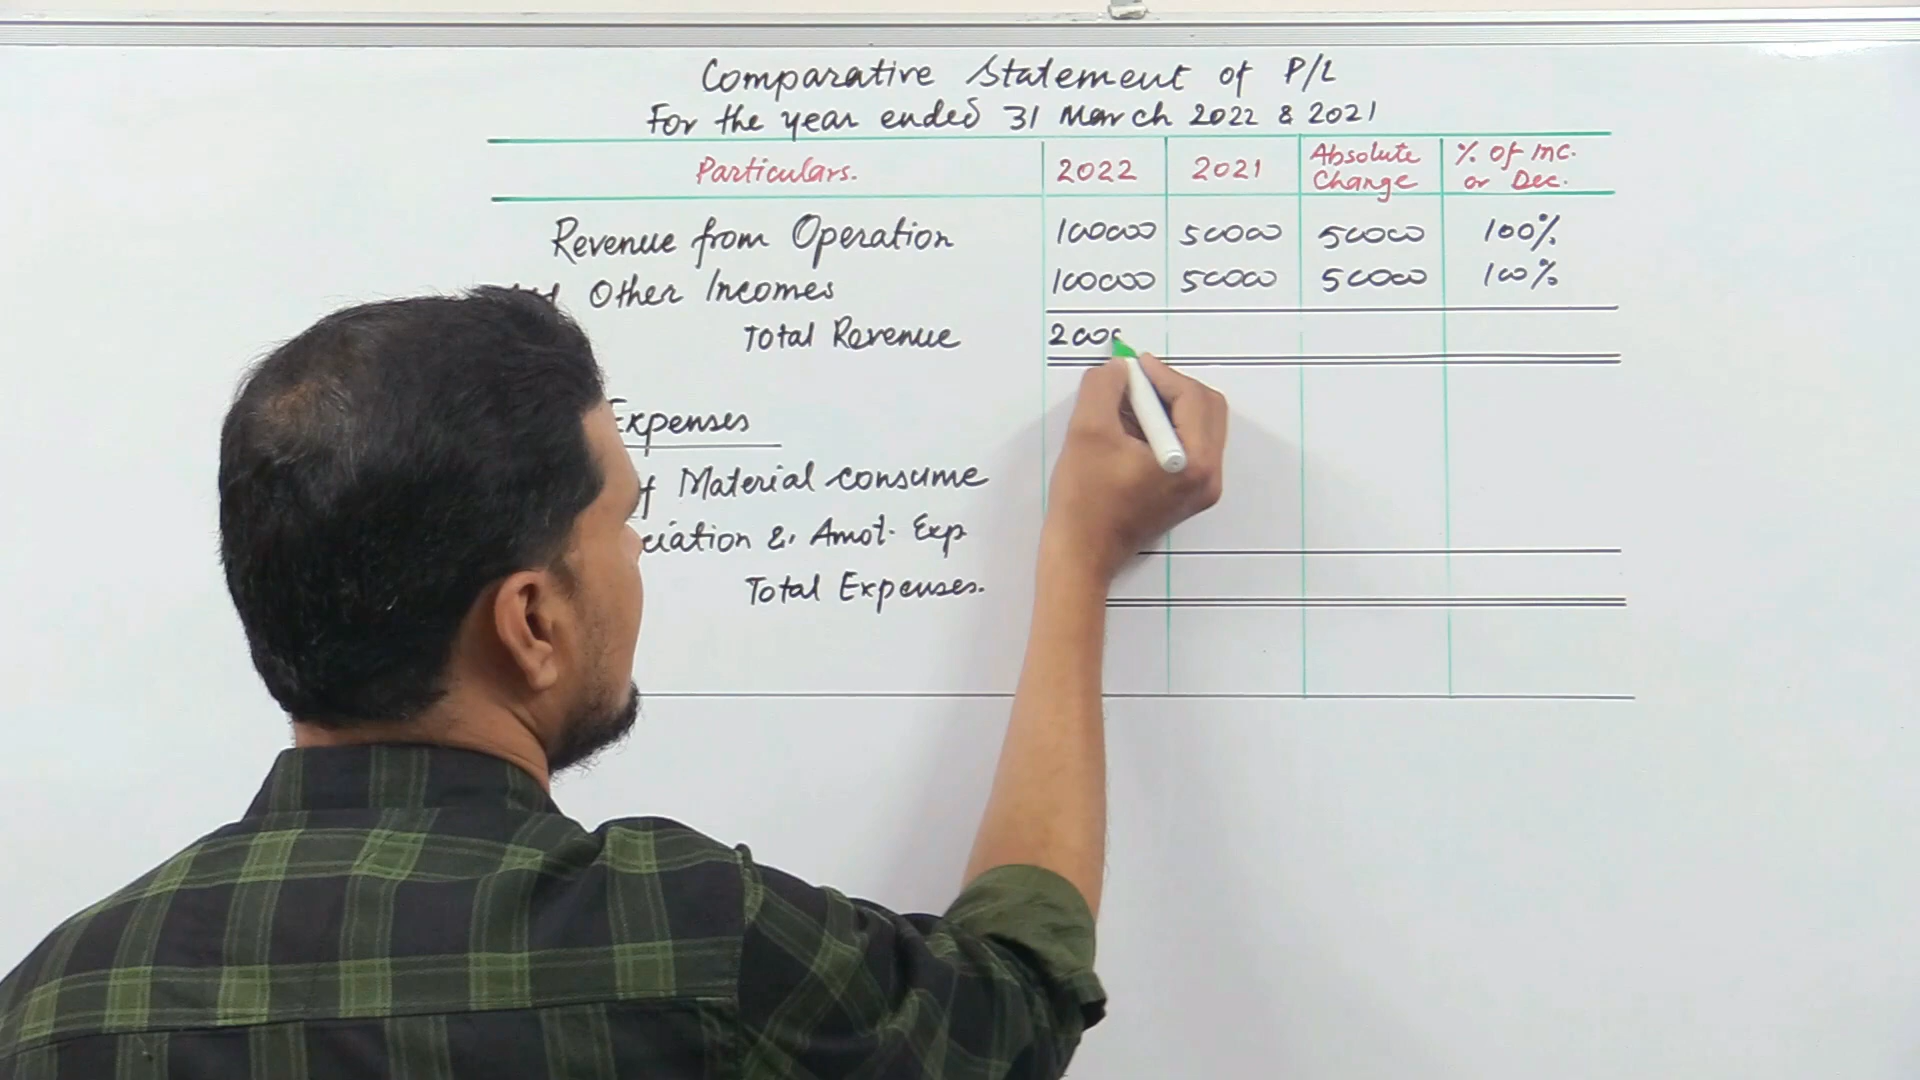 Comparative Statement of P/L
For the year ended 31 March 2022 & 2021
Particulars. 2022 2021 Absolute Change % of inc. or Dec.
Revenue from Operation 100000 50000 50000 100%
Other Incomes 100000 50000 50000 100%
Total Revenue 2000
Expenses
Material consume
& Amot. Exp
Total Expenses.